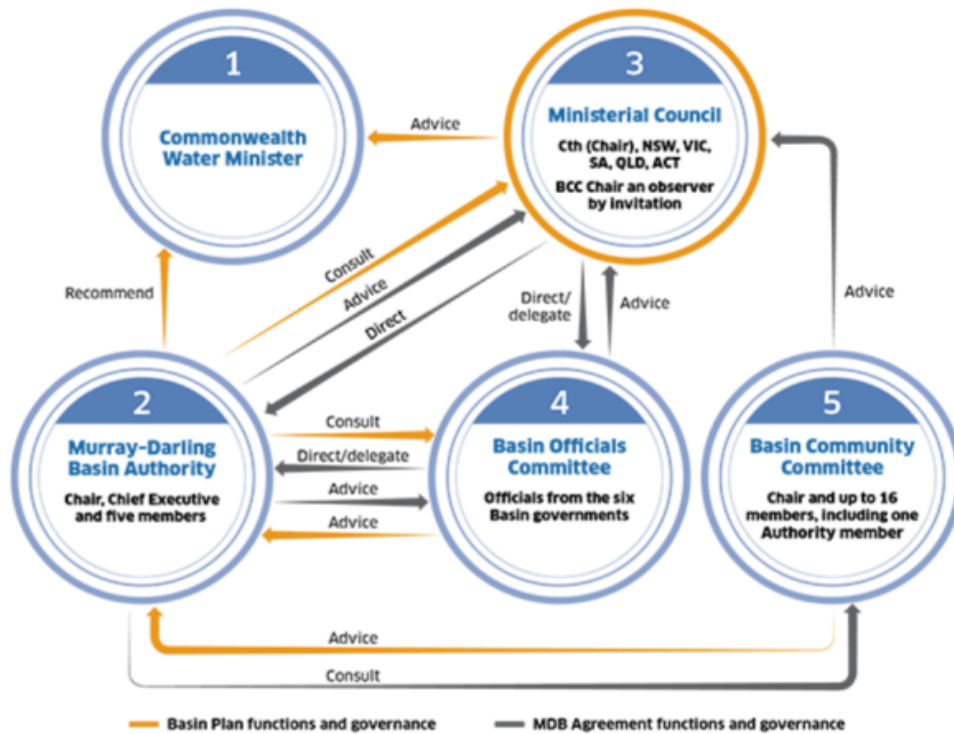 1
Commonwealth
Water Minister
Advice
3
Ministerial Council
Cth (Chair), NSW, VIC,
SA, QLD, ACT
BCC Chair an observer
by invitation
Recommend
Consult
Advice
Direct
Direct/
delegate
Advice
Advice
2
Murray-Darling
Basin Authority
Chair, Chief Executive
and five members
Consult
Direct/delegate
Advice
Advice
4
Basin Officials
Committee
Officials from the six
Basin governments
5
Basin Community
Committee
Chair and up to 16
members, including one
Authority member
Advice
Consult
Basin Plan functions and governance
MDB Agreement functions and governance